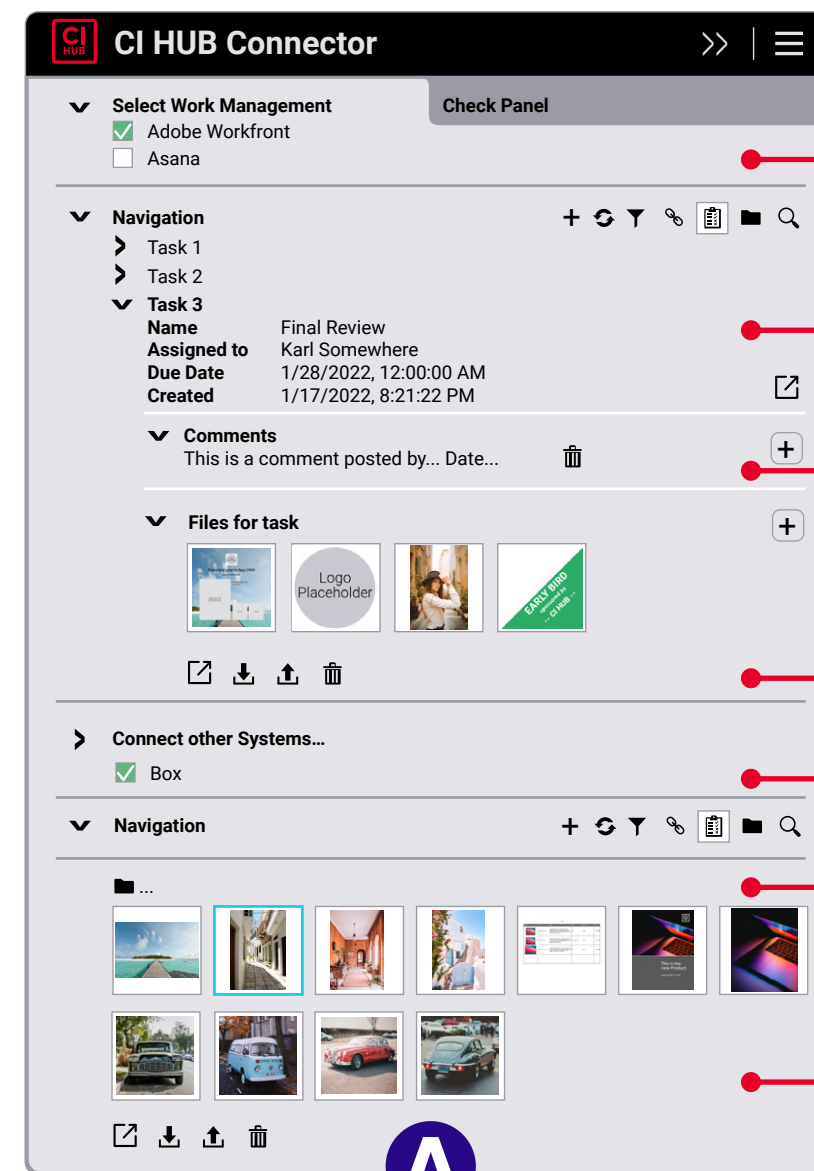 CI
HUB
CI HUB Connector
Select Work Management
Check Panel
Adobe Workfront
Asana
Navigation
Task 1
Task 2
Task 3
Name Final Review
Assigned to Karl Somewhere
Due Date 1/28/2022, 12:00:00 AM
Created 1/17/2022, 8:21:22 PM
Comments
This is a comment posted by... Date...
Files for task
IMAGE
Logo
Placeholder
EARLY BIRD
sponsored by
... CI HUB ...
Connect other Systems...
Box
Navigation
...
This is the
new Product
A